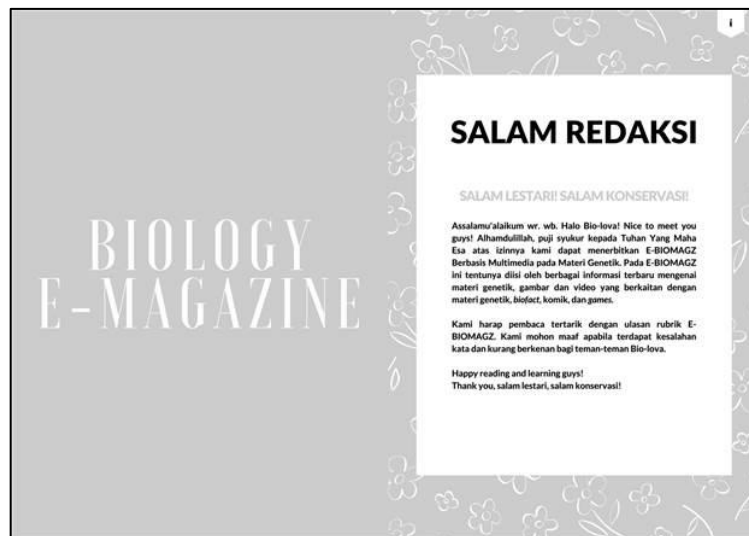 BIOLOGY
E-MAGAZINE
i
SALAM REDAKSI
SALAM LESTARI! SALAM KONSERVASI!
Assalamu'alaikum wr. wb. Halo Bio-lova! Nice to meet you
guys! Alhamdulillah, puji syukur kepada Tuhan Yang Maha
Esa atas izinnya kami dapat menerbitkan E-BIOMAGZ
Berbasis Multimedia pada Materi Genetik. Pada E-BIOMAGZ
ini tentunya diisi oleh berbagai informasi terbaru mengenai
materi genetik, gambar dan video yang berkaitan dengan
materi genetik, biofact, komik, dan games.
Kami harap pembaca tertarik dengan ulasan rubrik E-
BIOMAGZ. Kami mohon maaf apabila terdapat kesalahan
kata dan kurang berkenan bagi teman-teman Bio-lova.
Happy reading and learning guys!
Thank you, salam lestari, salam konservasi!